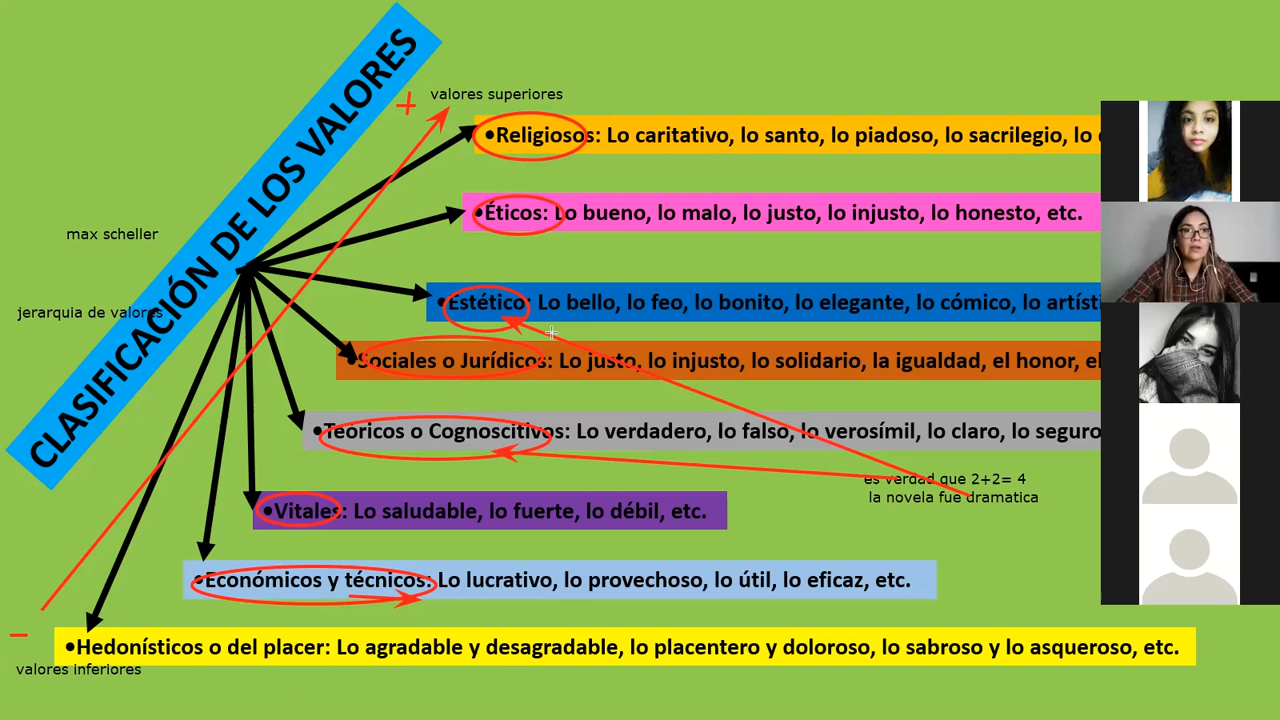 CLASIFICACIÓN DE LOS VALORES
+
valores superiores
•Religiosos: Lo caritativo, lo santo, lo piadoso, lo sacrilegio, lo
max scheller
•Éticos: Lo bueno, lo malo, lo justo, lo injusto, lo honesto, etc.
jerarquia de valores
•Estético: Lo bello, lo feo, lo bonito, lo elegante, lo cómico, lo
•Sociales o Jurídicos: Lo justo, lo injusto, lo solidario, la igualdad, el honor,
•Teóricos o Cognoscitivos: Lo verdadero, lo falso, lo verosímil, lo claro, lo seguro
es verdad que 2+2= 4
la novela fue dramatica
•Vitales: Lo saludable, lo fuerte, lo débil, etc.
•Económicos y técnicos: Lo lucrativo, lo provechoso, lo útil, lo eficaz, etc.
−
•Hedonísticos o del placer: Lo agradable y desagradable, lo placentero y doloroso, lo sabroso y lo asqueroso, etc.
valores inferiores